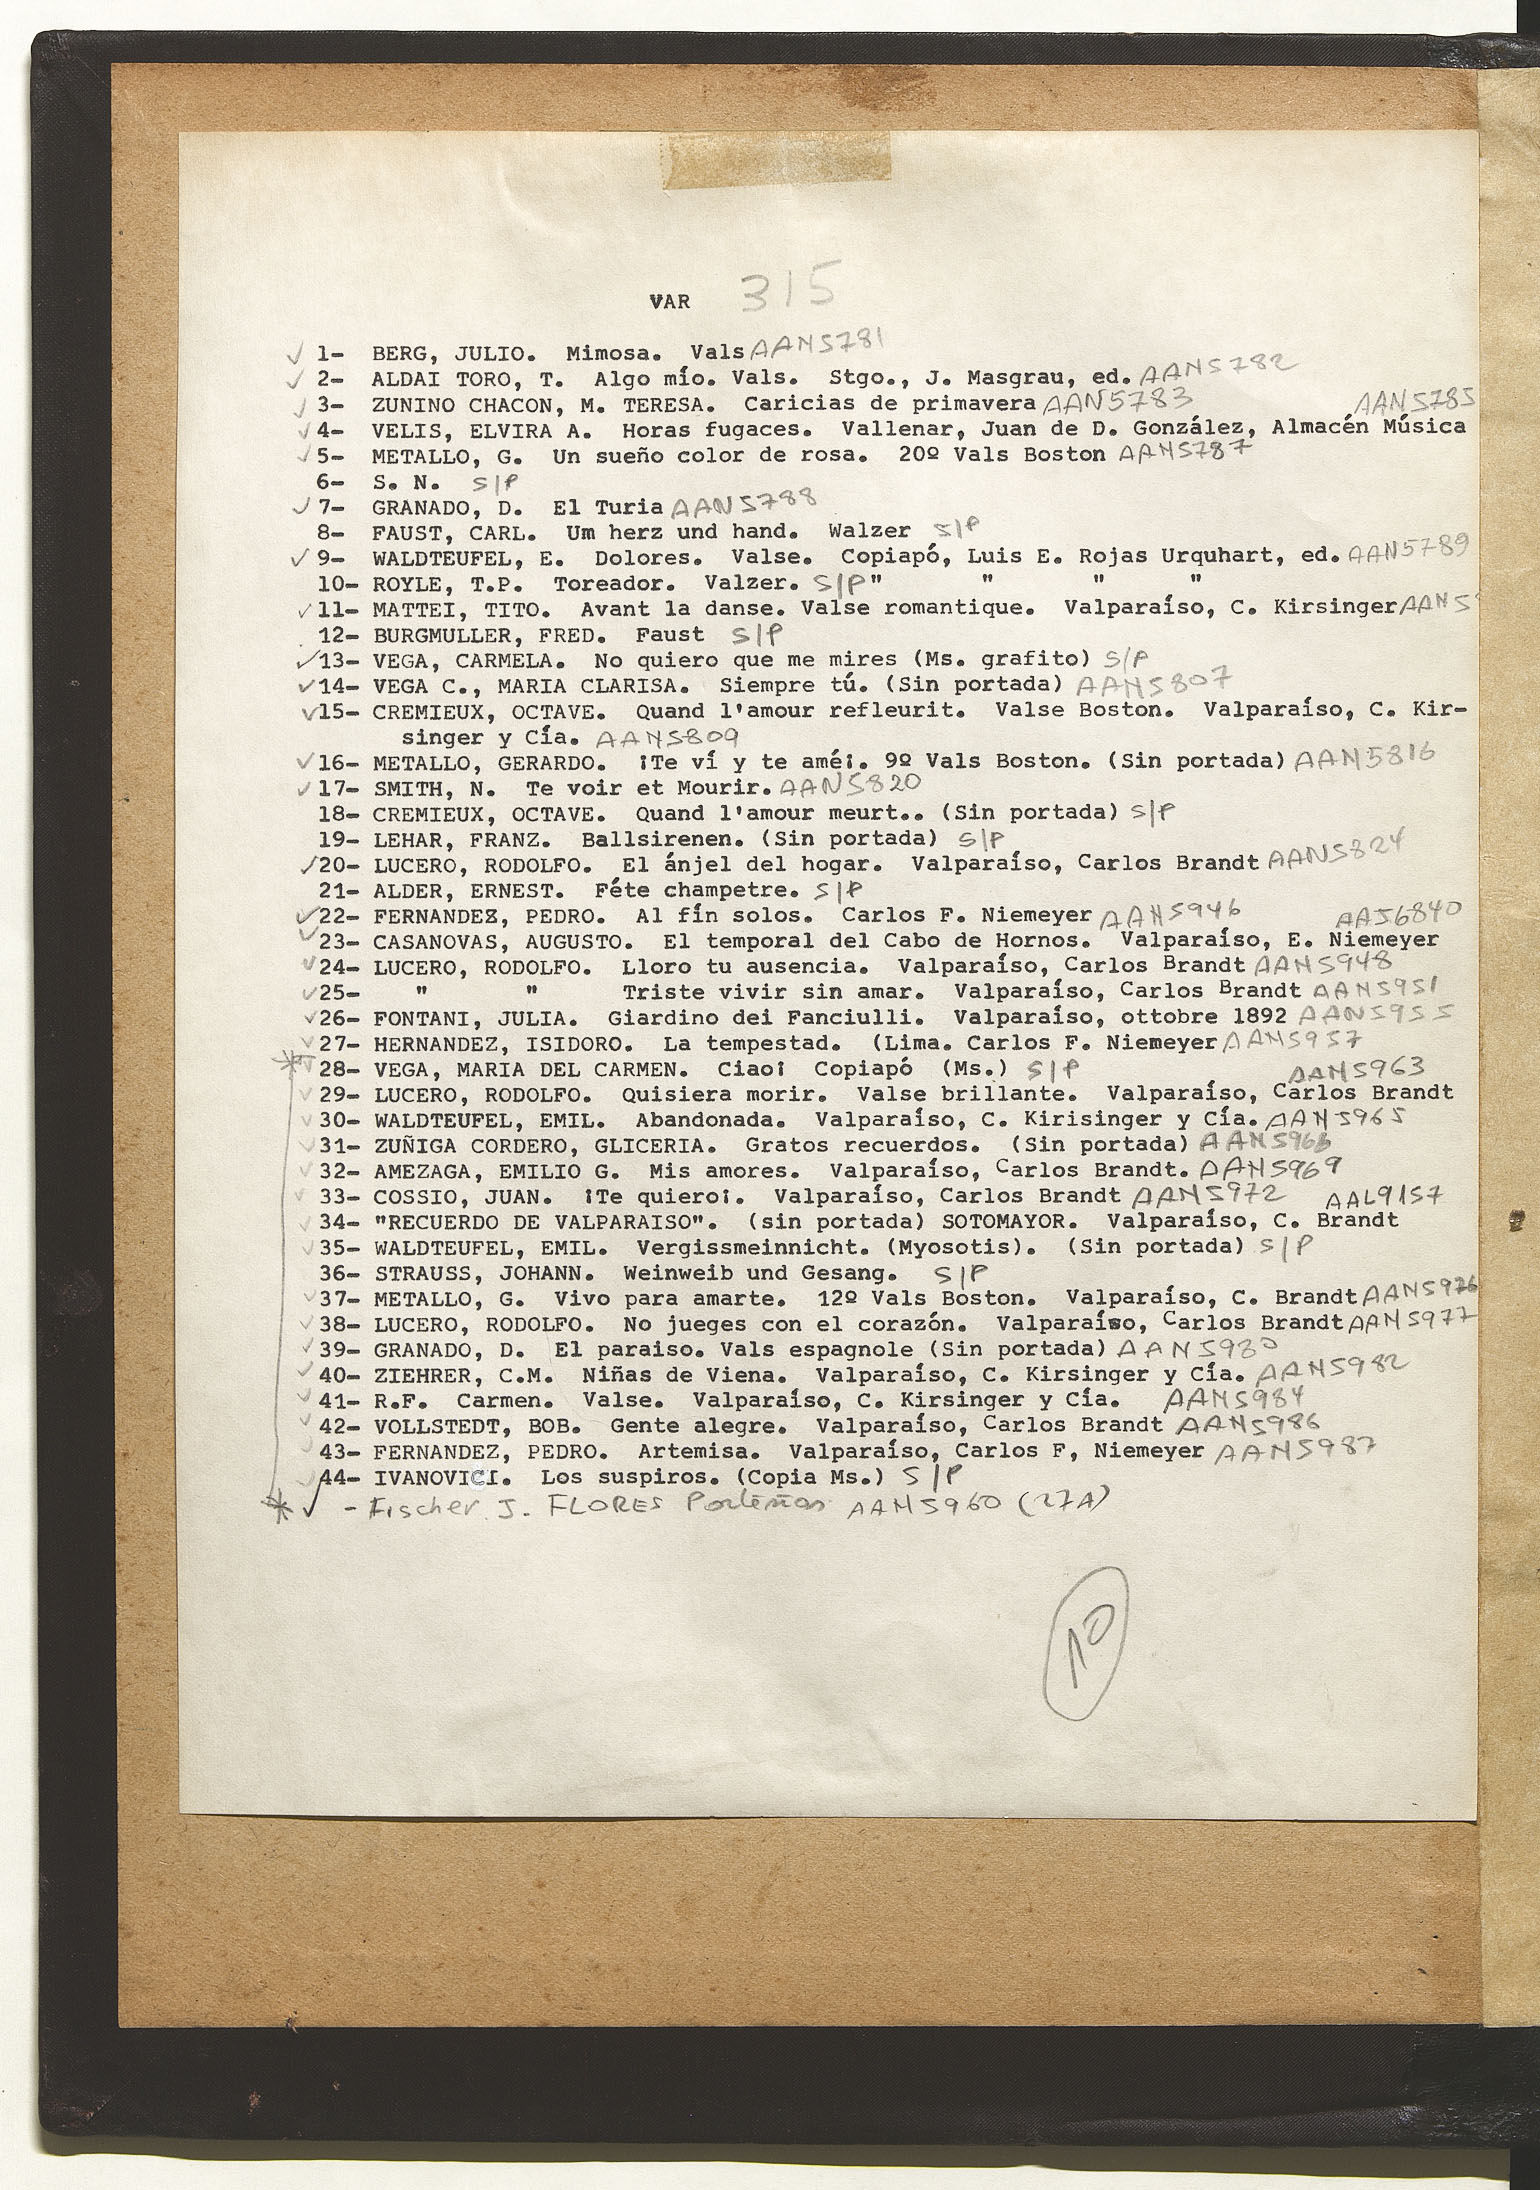 VAR 315
✓ 1- BERG, JULIO. Mimosa. Vals AAN5781
✓ 2- ALDAI TORO, T. Algo mío. Vals. Stgo., J. Masgrau, ed. AAN5782
✓ 3- ZUNINO CHACON, M. TERESA. Caricias de primavera AAN5783 AAN5785
✓ 4- VELIS, ELVIRA A. Horas fugaces. Vallenar, Juan de D. González, Almacén Música
✓ 5- METALLO, G. Un sueño color de rosa. 20º Vals Boston AAN5787
6- S. N. S/P
✓ 7- GRANADO, D. El Turia AAN5788
8- FAUST, CARL. Um herz und hand. Walzer S/P
✓ 9- WALDTEUFEL, E. Dolores. Valse. Copiapó, Luis E. Rojas Urquhart, ed. AAN5789
10- ROYLE, T.P. Toreador. Valzer. S/P " " " "
✓ 11- MATTEI, TITO. Avant la danse. Valse romantique. Valparaíso, C. Kirsinger AAN5
12- BURGMULLER, FRED. Faust S/P
✓ 13- VEGA, CARMELA. No quiero que me mires (Ms. grafito) S/P
✓ 14- VEGA C., MARIA CLARISA. Siempre tú. (Sin portada) AAN5807
✓ 15- CREMIEUX, OCTAVE. Quand l'amour refleurit. Valse Boston. Valparaíso, C. Kir-
singer y Cía. AAN5809
✓ 16- METALLO, GERARDO. ¡Te ví y te amé¡. 9º Vals Boston. (Sin portada) AAN5816
✓ 17- SMITH, N. Te voir et Mourir. AAN5820
18- CREMIEUX, OCTAVE. Quand l'amour meurt.. (Sin portada) S/P
19- LEHAR, FRANZ. Ballsirenen. (Sin portada) S/P
✓ 20- LUCERO, RODOLFO. El ánjel del hogar. Valparaíso, Carlos Brandt AAN5824
21- ALDER, ERNEST. Féte champetre. S/P
✓ 22- FERNANDEZ, PEDRO. Al fín solos. Carlos F. Niemeyer AAN5946 AAJ6840
✓ 23- CASANOVAS, AUGUSTO. El temporal del Cabo de Hornos. Valparaíso, E. Niemeyer
✓ 24- LUCERO, RODOLFO. Lloro tu ausencia. Valparaíso, Carlos Brandt AAN5948
✓ 25- " " Triste vivir sin amar. Valparaíso, Carlos Brandt AAN5951
✓ 26- FONTANI, JULIA. Giardino dei Fanciulli. Valparaíso, ottobre 1892 AAN5955
✓ 27- HERNANDEZ, ISIDORO. La tempestad. (Lima. Carlos F. Niemeyer AAN5957
* ✓ 28- VEGA, MARIA DEL CARMEN. Ciao¡ Copiapó (Ms.) S/P AAN5963
✓ 29- LUCERO, RODOLFO. Quisiera morir. Valse brillante. Valparaíso, Carlos Brandt
✓ 30- WALDTEUFEL, EMIL. Abandonada. Valparaíso, C. Kirisinger y Cía. AAN5965
✓ 31- ZUÑIGA CORDERO, GLICERIA. Gratos recuerdos. (Sin portada) AAN5966
✓ 32- AMEZAGA, EMILIO G. Mis amores. Valparaíso, Carlos Brandt. AAN5969
✓ 33- COSSIO, JUAN. ¡Te quiero¡. Valparaíso, Carlos Brandt AAN5972 AAL9157
✓ 34- "RECUERDO DE VALPARAISO". (sin portada) SOTOMAYOR. Valparaíso, C. Brandt
✓ 35- WALDTEUFEL, EMIL. Vergissmeinnicht. (Myosotis). (Sin portada) S/P
36- STRAUSS, JOHANN. Weinweib und Gesang. S/P
✓ 37- METALLO, G. Vivo para amarte. 12º Vals Boston. Valparaíso, C. Brandt AAN5976
✓ 38- LUCERO, RODOLFO. No jueges con el corazón. Valparaíso, Carlos Brandt AAN5977
✓ 39- GRANADO, D. El paraiso. Vals espagnole (Sin portada) AAN5980
✓ 40- ZIEHRER, C.M. Niñas de Viena. Valparaíso, C. Kirsinger y Cía. AAN5982
✓ 41- R.F. Carmen. Valse. Valparaíso, C. Kirsinger y Cía. AAN5984
✓ 42- VOLLSTEDT, BOB. Gente alegre. Valparaíso, Carlos Brandt AAN5986
✓ 43- FERNANDEZ, PEDRO. Artemisa. Valparaíso, Carlos F, Niemeyer AAN5987
✓ 44- IVANOVICI. Los suspiros. (Copia Ms.) S/P
* ✓ - Fischer J. FLORES Porteñas AAN5960 (27A)
10